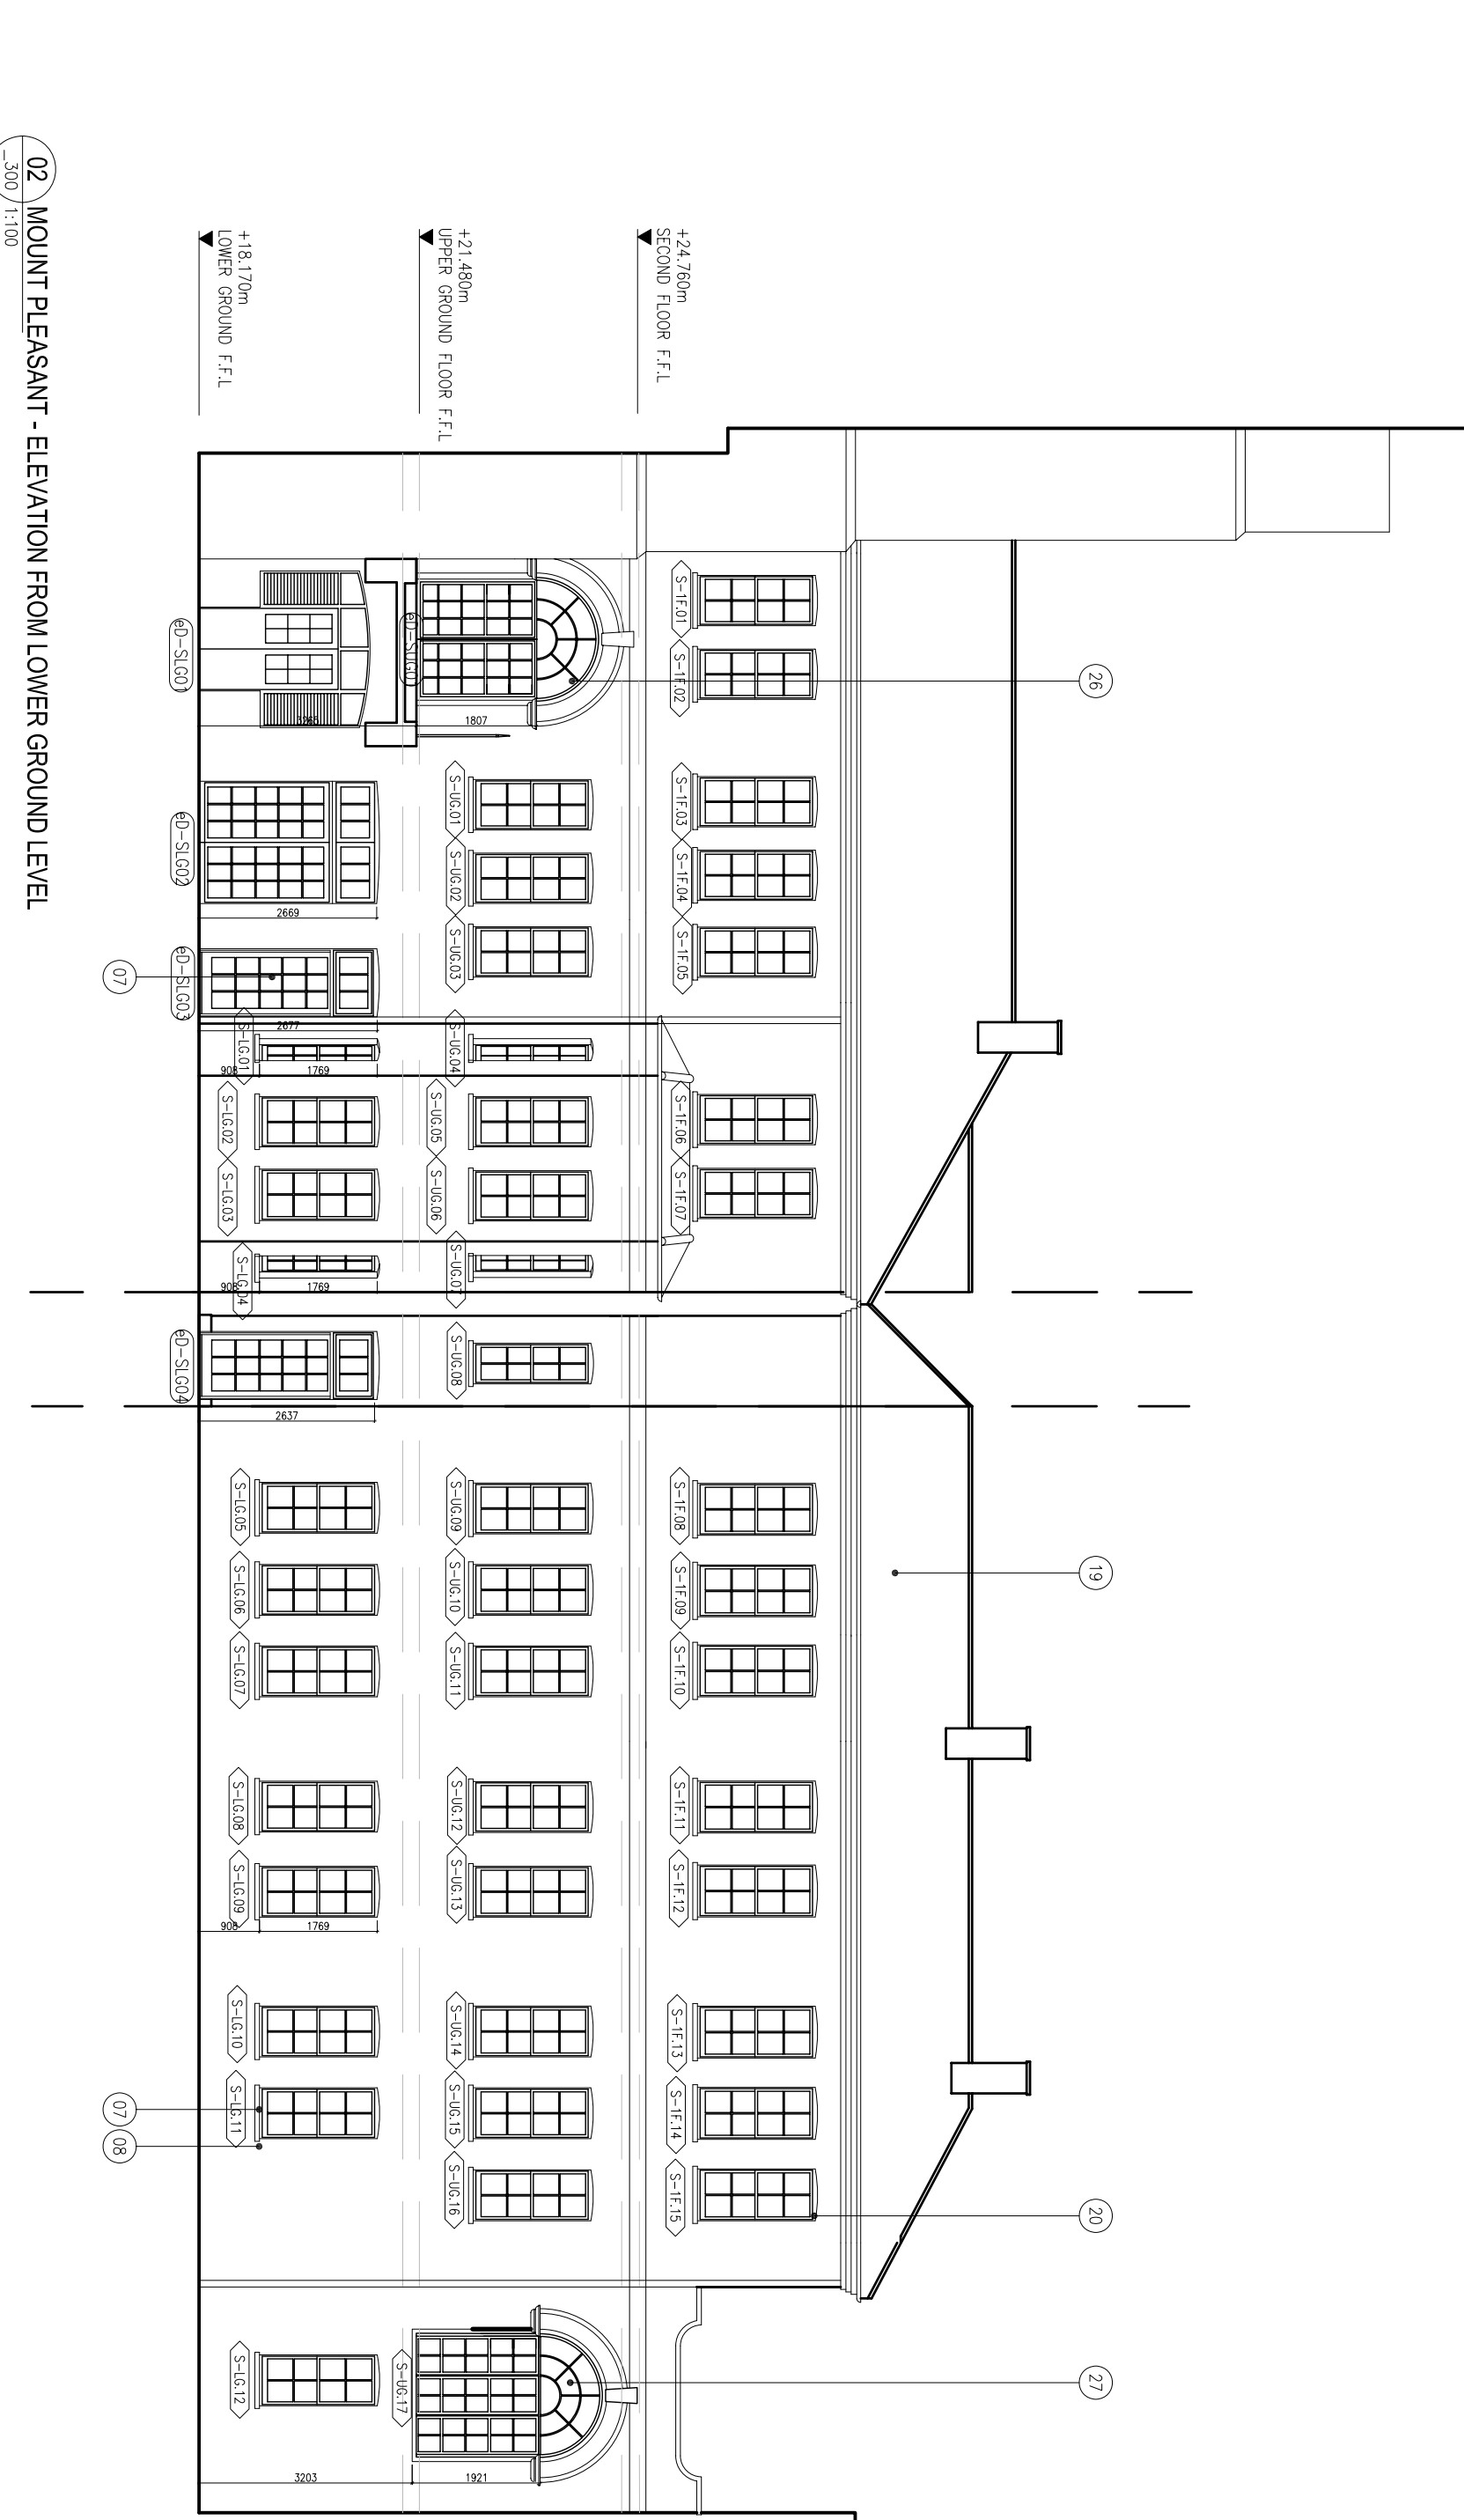 26
19
20
27
+24.760m
SECOND FLOOR F.F.L
S-1F.01
S-1F.02
S-1F.03
S-1F.04
S-1F.05
S-1F.06
S-1F.07
S-1F.08
S-1F.09
S-1F.10
S-1F.11
S-1F.12
S-1F.13
S-1F.14
S-1F.15
+21.480m
UPPER GROUND FLOOR F.F.L
eD-SUG01
1807
S-UG.01
S-UG.02
S-UG.03
S-UG.04
S-UG.05
S-UG.06
S-UG.07
S-UG.08
S-UG.09
S-UG.10
S-UG.11
S-UG.12
S-UG.13
S-UG.14
S-UG.15
S-UG.16
S-UG.17
1921
+18.170m
LOWER GROUND F.F.L
3265
2669
2677
908
1769
908
1769
2637
908
1769
3203
S-LG.01
S-LG.02
S-LG.03
S-LG.04
S-LG.05
S-LG.06
S-LG.07
S-LG.08
S-LG.09
S-LG.10
S-LG.11
S-LG.12
eD-SLG01
eD-SLG02
eD-SLG03
eD-SLG04
07
07
08
02 MOUNT PLEASANT - ELEVATION FROM LOWER GROUND LEVEL
_300 1:100